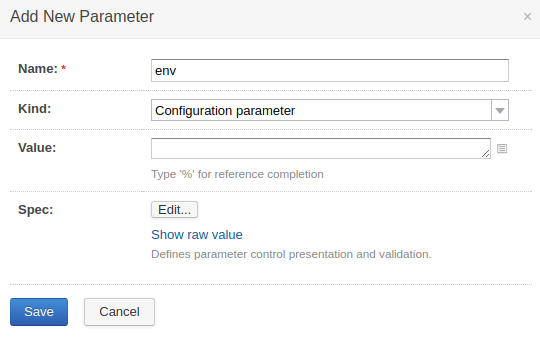 Add New Parameter ×
Name: * env
Kind: Configuration parameter
Value:
Type '%' for reference completion
Spec: Edit...
Show raw value
Defines parameter control presentation and validation.
Save Cancel